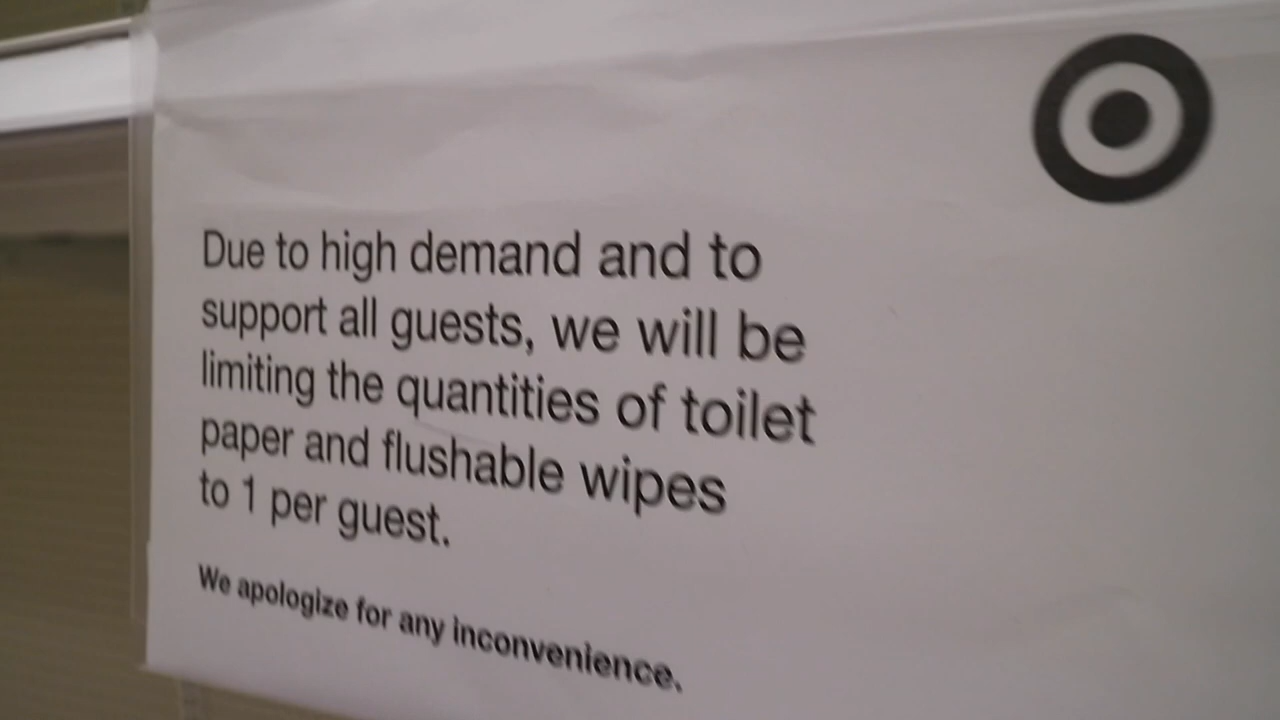 Due to high demand and to
support all guests, we will be
limiting the quantities of toilet
paper and flushable wipes
to 1 per guest.
We apologize for any inconvenience.